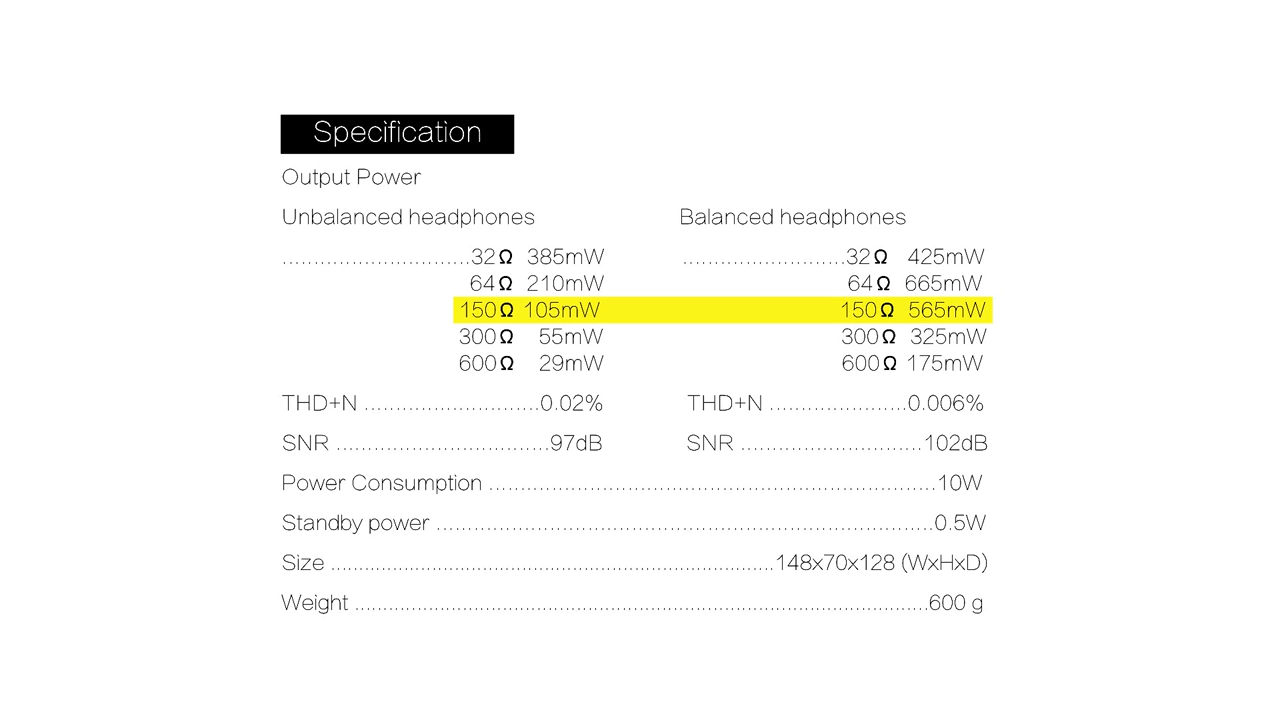 Specification
Output Power
Unbalanced headphones Balanced headphones
..............................32Ω 385mW ..........................32Ω 425mW
64Ω 210mW 64Ω 665mW
150Ω 105mW 150Ω 565mW
300Ω 55mW 300Ω 325mW
600Ω 29mW 600Ω 175mW
THD+N ............................0.02% THD+N ......................0.006%
SNR ..................................97dB SNR .............................102dB
Power Consumption .......................................................................10W
Standby power ...............................................................................0.5W
Size .......................................................................148x70x128 (WxHxD)
Weight ...........................................................................................600 g